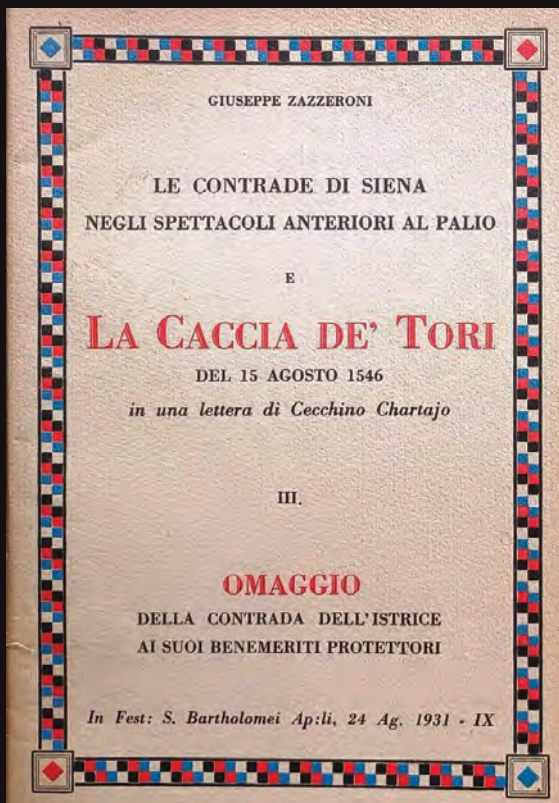 GIUSEPPE ZAZZERONI
LE CONTRADE DI SIENA
NEGLI SPETTACOLI ANTERIORI AL PALIO
E
LA CACCIA DE' TORI
DEL 15 AGOSTO 1546
in una lettera di Cecchino Chartajo
III.
OMAGGIO
DELLA CONTRADA DELL'ISTRICE
AI SUOI BENEMERITI PROTETTORI
In Fest: S. Bartholomei Ap:li, 24 Ag. 1931 - IX